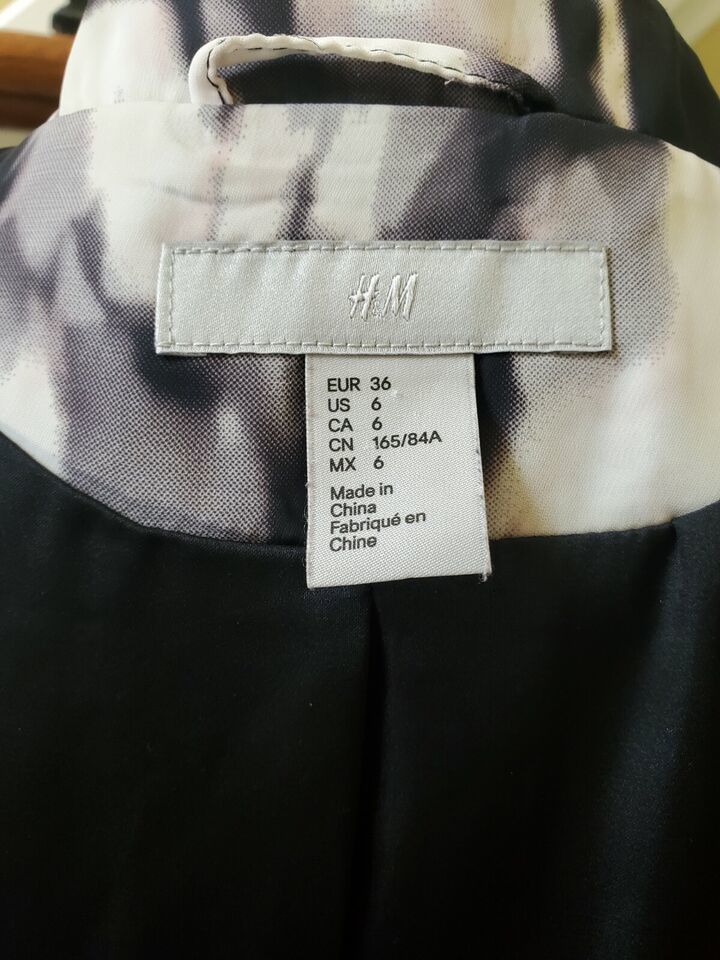 H&M
EUR 36
US 6
CA 6
CN 165/84A
MX 6
Made in
China
Fabriqué en
Chine